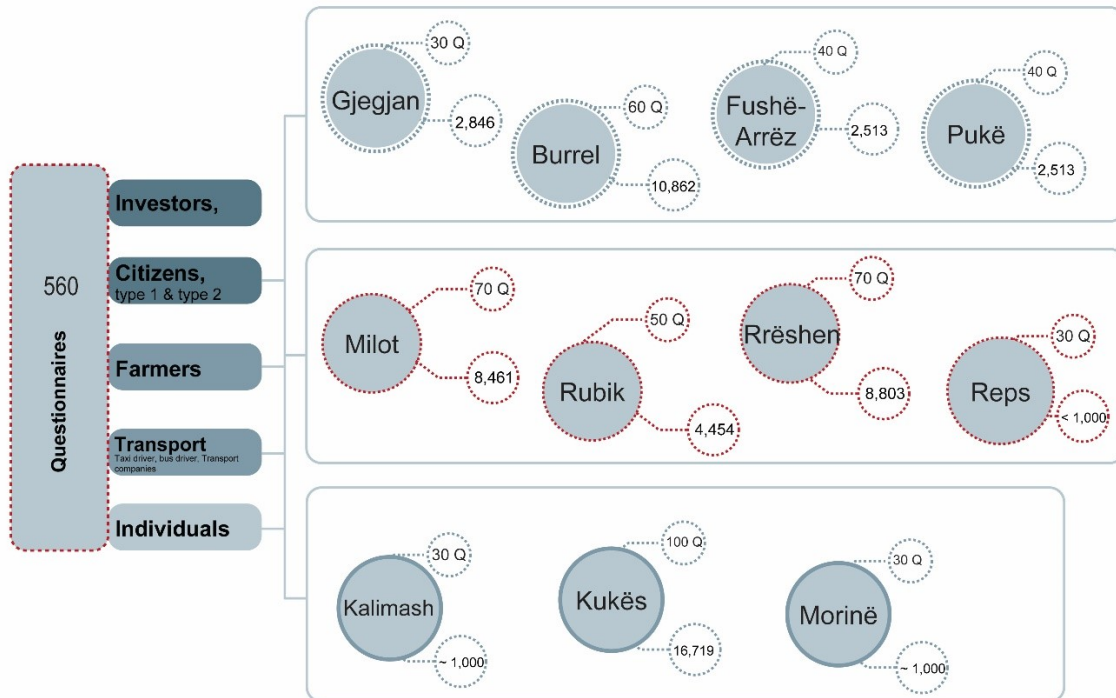 560
Questionnaires
Investors,
Citizens,
type 1 & type 2
Farmers
Transport
Taxi driver, bus driver. Transport
companies
Individuals
30 Q
Gjegjan
2,846
60 Q
Burrel
10,862
40 Q
Fushë-
Arrëz
2,513
40 Q
Pukë
2,513
70 Q
Milot
8,461
50 Q
Rubik
4,454
70 Q
Rrëshen
8,803
30 Q
Reps
< 1,000
30 Q
Kalimash
~ 1,000
100 Q
Kukës
16,719
30 Q
Morinë
~ 1,000